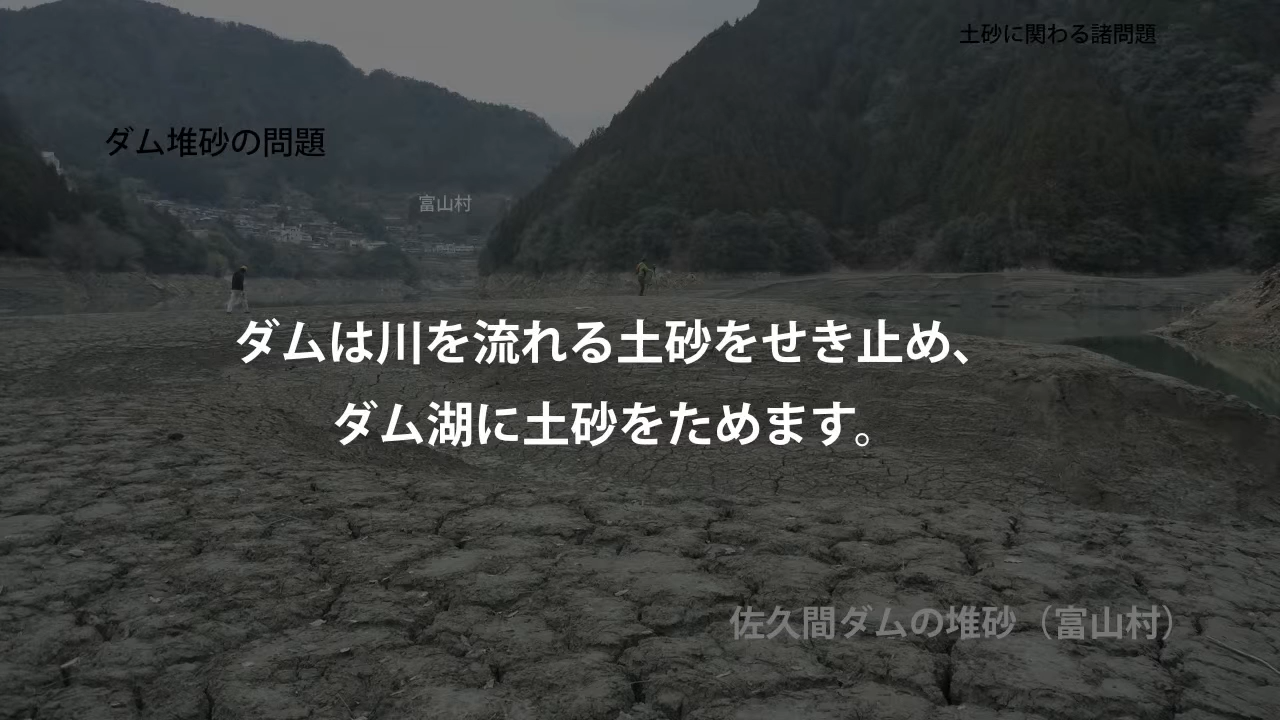 土砂に関わる諸問題
ダム堆砂の問題
富山村
ダムは川を流れる土砂をせき止め、
ダム湖に土砂をためます。
佐久間ダムの堆砂（富山村）